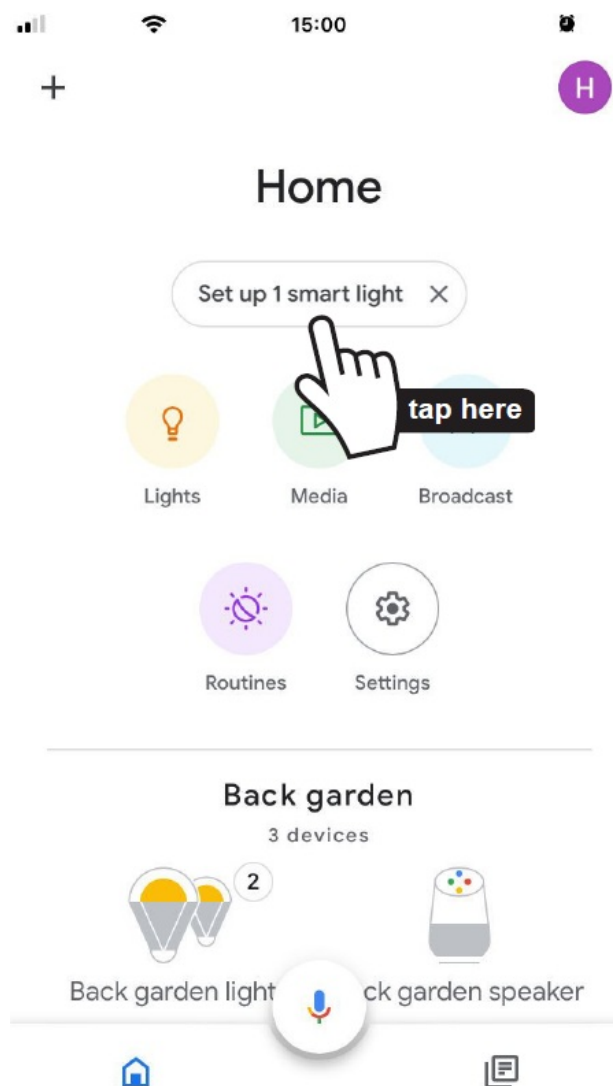 15:00
+
H
Home
Set up 1 smart light ×
tap here
Lights Media Broadcast
Routines Settings
Back garden
3 devices
2
Back garden light ck garden speaker